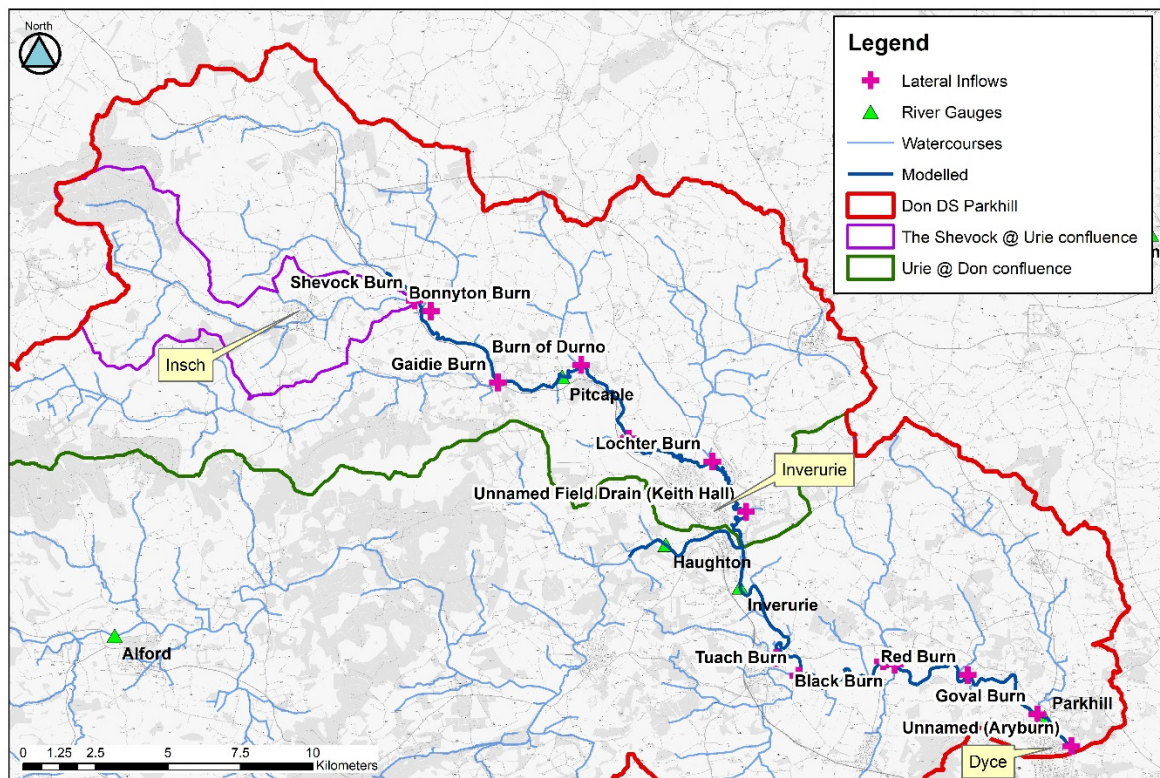 North
Legend
Lateral Inflows
River Gauges
Watercourses
Modelled
Don DS Parkhill
The Shevock @ Urie confluence
Urie @ Don confluence
n
Shevock Burn
Bonnyton Burn
Insch
Burn of Durno
Gaidie Burn
Pitcaple
Lochter Burn
Inverurie
Unnamed Field Drain (Keith Hall)
Haughton
Inverurie
Alford
Tuach Burn
Red Burn
Black Burn
Goval Burn
Parkhill
Unnamed (Aryburn)
Dyce
0 1.25 2.5 5 7.5 10
Kilometers